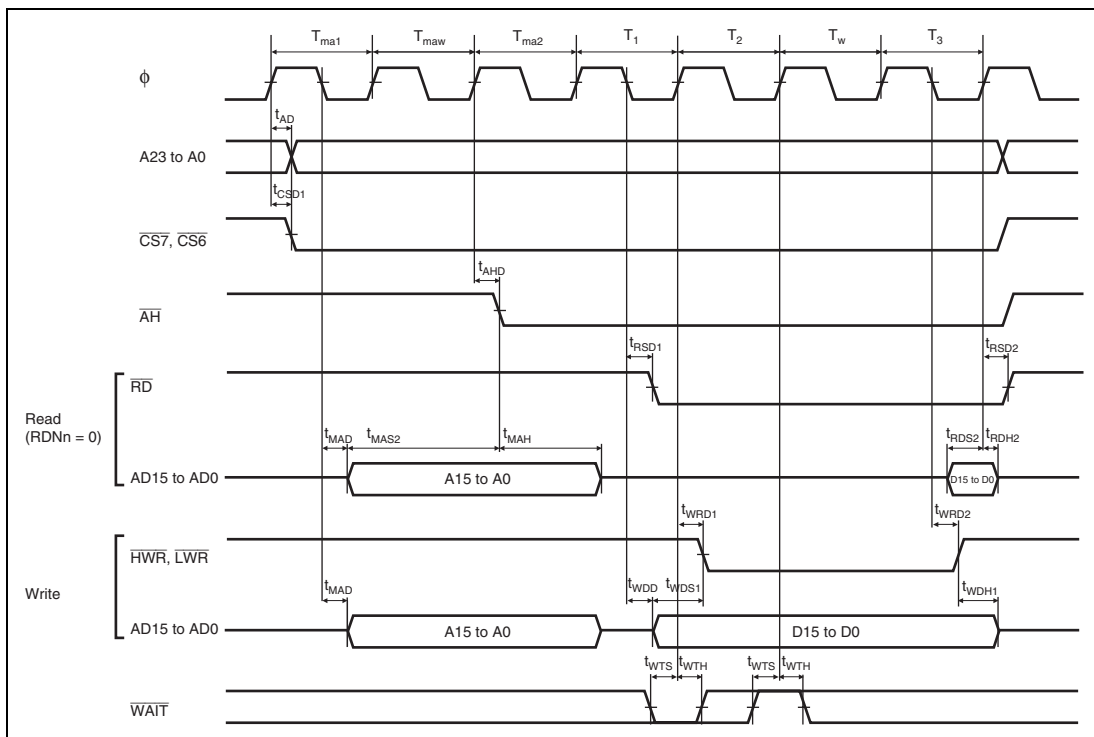 Tma1 Tmaw Tma2 T1 T2 Tw T3
ϕ
tAD
A23 to A0
tCSD1
CS7, CS6
tAHD
AH
tRSD1 tRSD2
RD
Read
(RDNn = 0)
tMAD tMAS2 tMAH tRDS2 tRDH2
AD15 to AD0 A15 to A0 D15 to D0
tWRD1 tWRD2
HWR, LWR
Write
tMAD tWDD tWDS1 tWDH1
AD15 to AD0 A15 to A0 D15 to D0
tWTS tWTH tWTS tWTH
WAIT